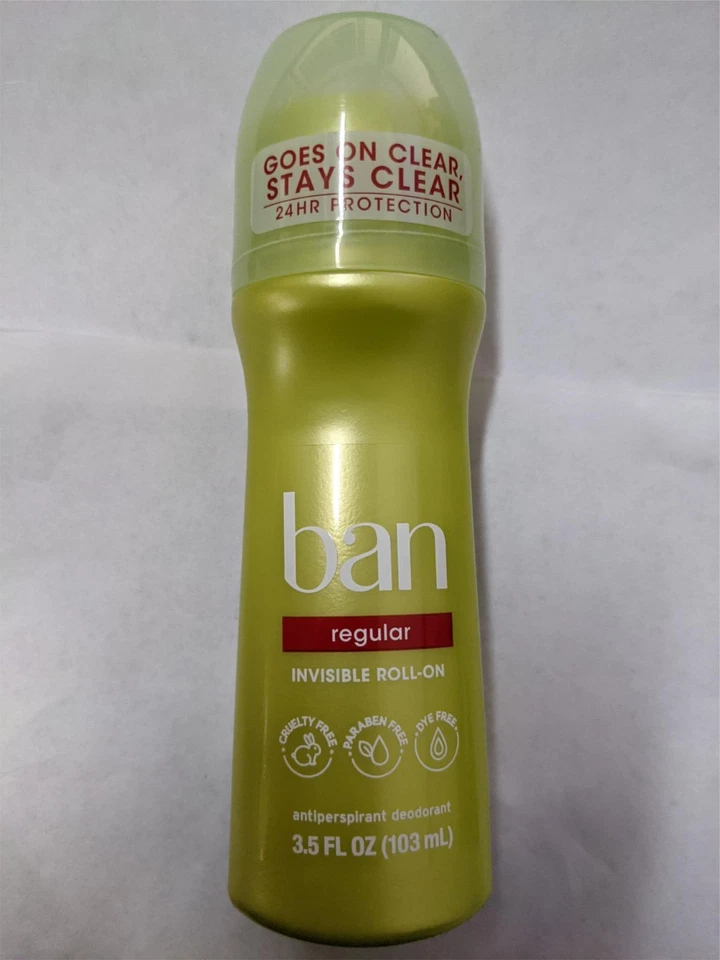 GOES ON CLEAR,
STAYS CLEAR
24HR PROTECTION
ban
regular
INVISIBLE ROLL-ON
CRUELTY FREE
PARABEN FREE
DYE FREE
antiperspirant deodorant
3.5 FL OZ (103 mL)